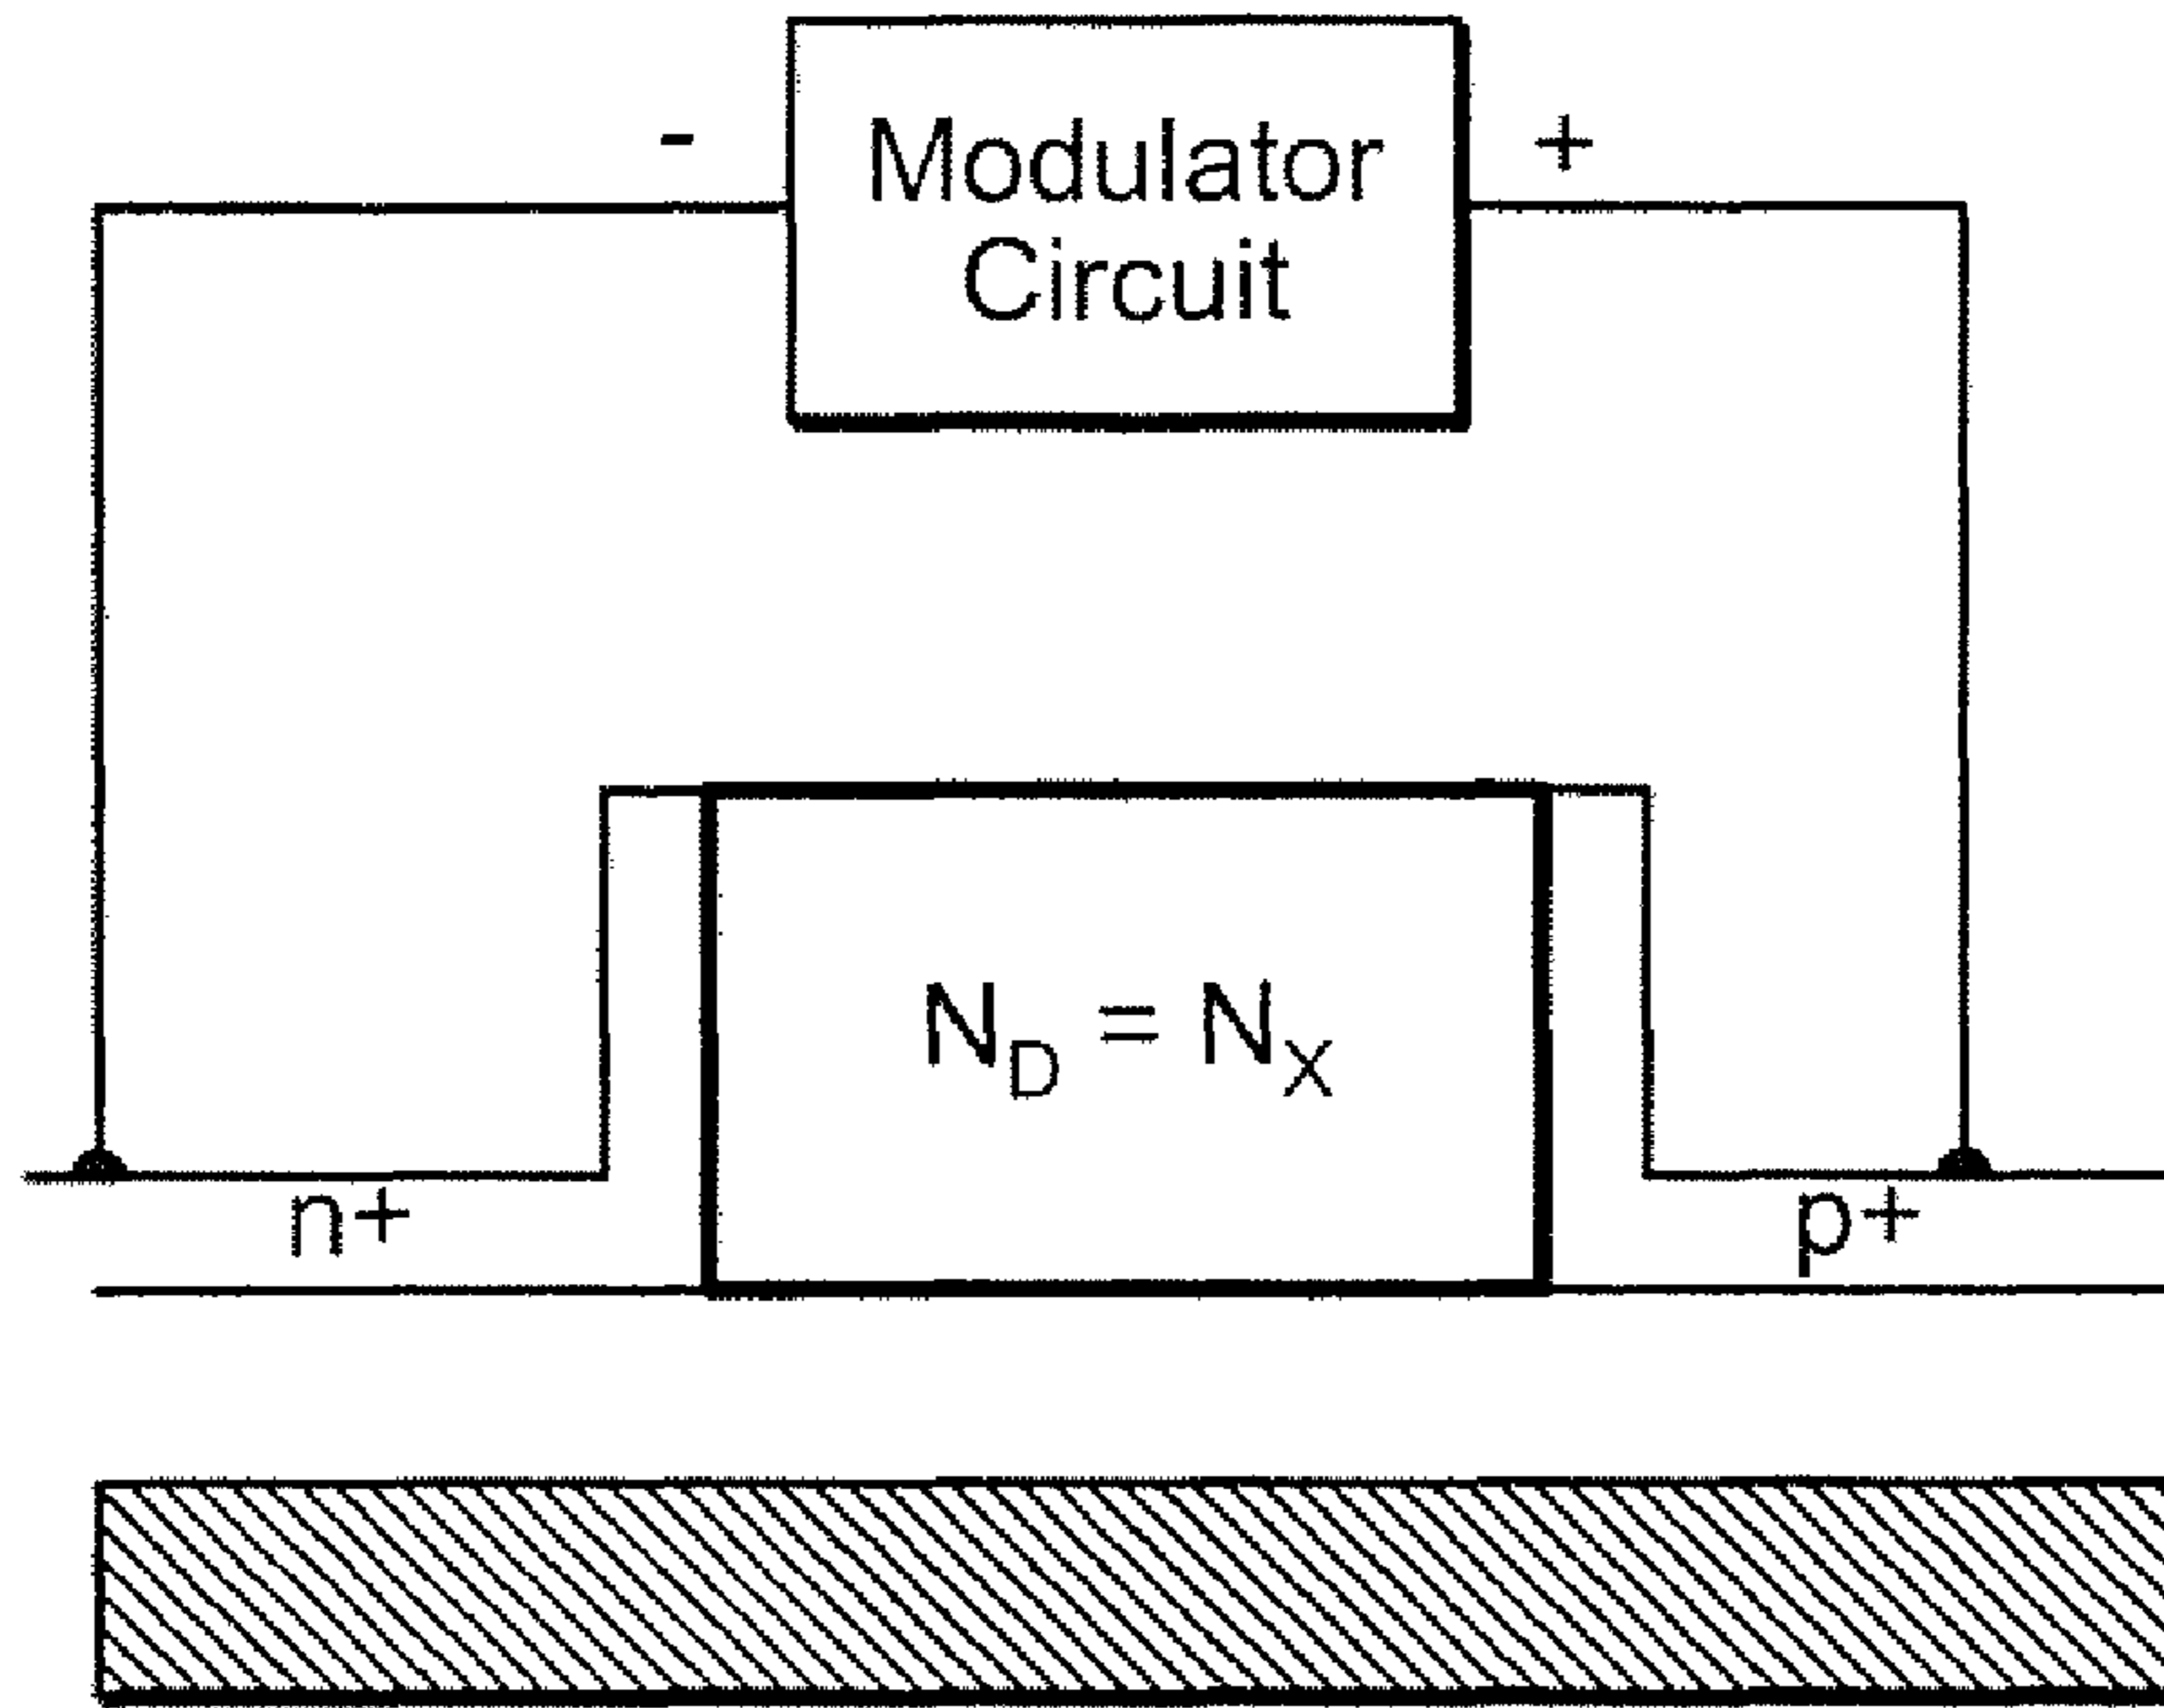 -
Modulator
Circuit
+
N_D = N_X
n+
p+